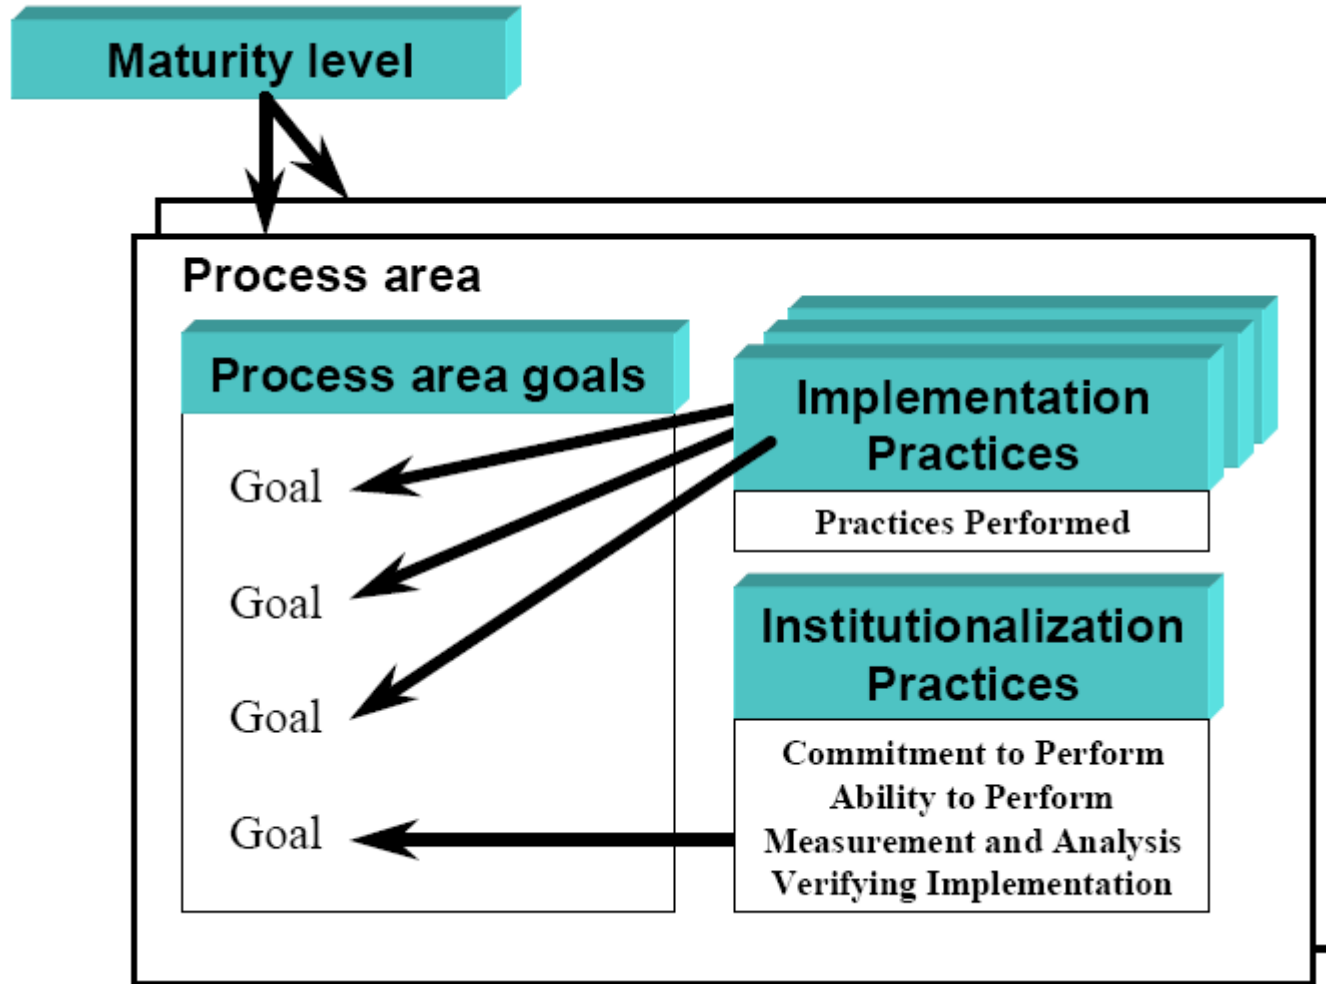 Maturity level
Process area
Process area goals
Goal
Goal
Goal
Goal
Implementation
Practices
Practices Performed
Institutionalization
Practices
Commitment to Perform
Ability to Perform
Measurement and Analysis
Verifying Implementation